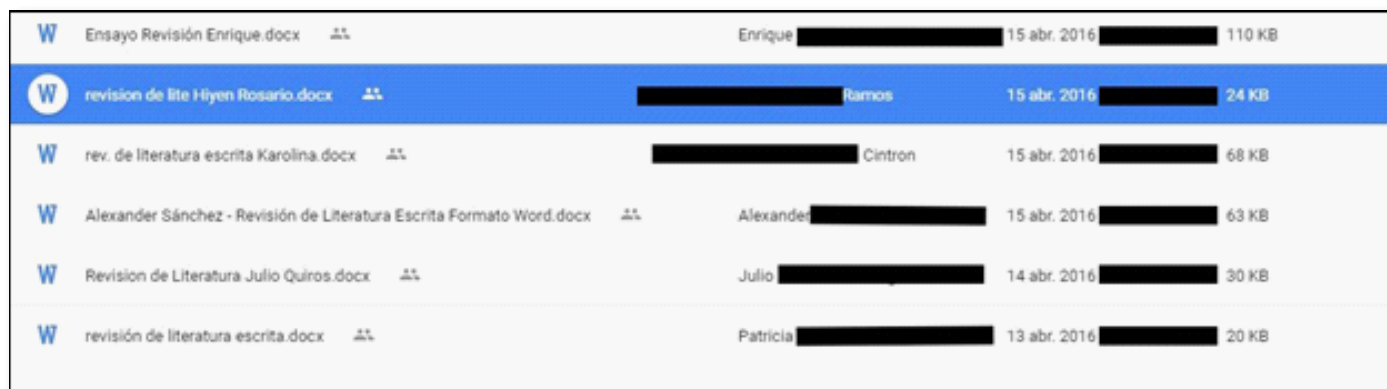 Ensayo Revisión Enrique.docx Enrique 15 abr. 2016 110 KB
revision de lite Hiyen Rosario.docx Ramos 15 abr. 2016 24 KB
rev. de literatura escrita Karolina.docx Cintron 15 abr. 2016 68 KB
Alexander Sánchez - Revisión de Literatura Escrita Formato Word.docx Alexander 15 abr. 2016 63 KB
Revision de Literatura Julio Quiros.docx Julio 14 abr. 2016 30 KB
revisión de literatura escrita.docx Patricia 13 abr. 2016 20 KB